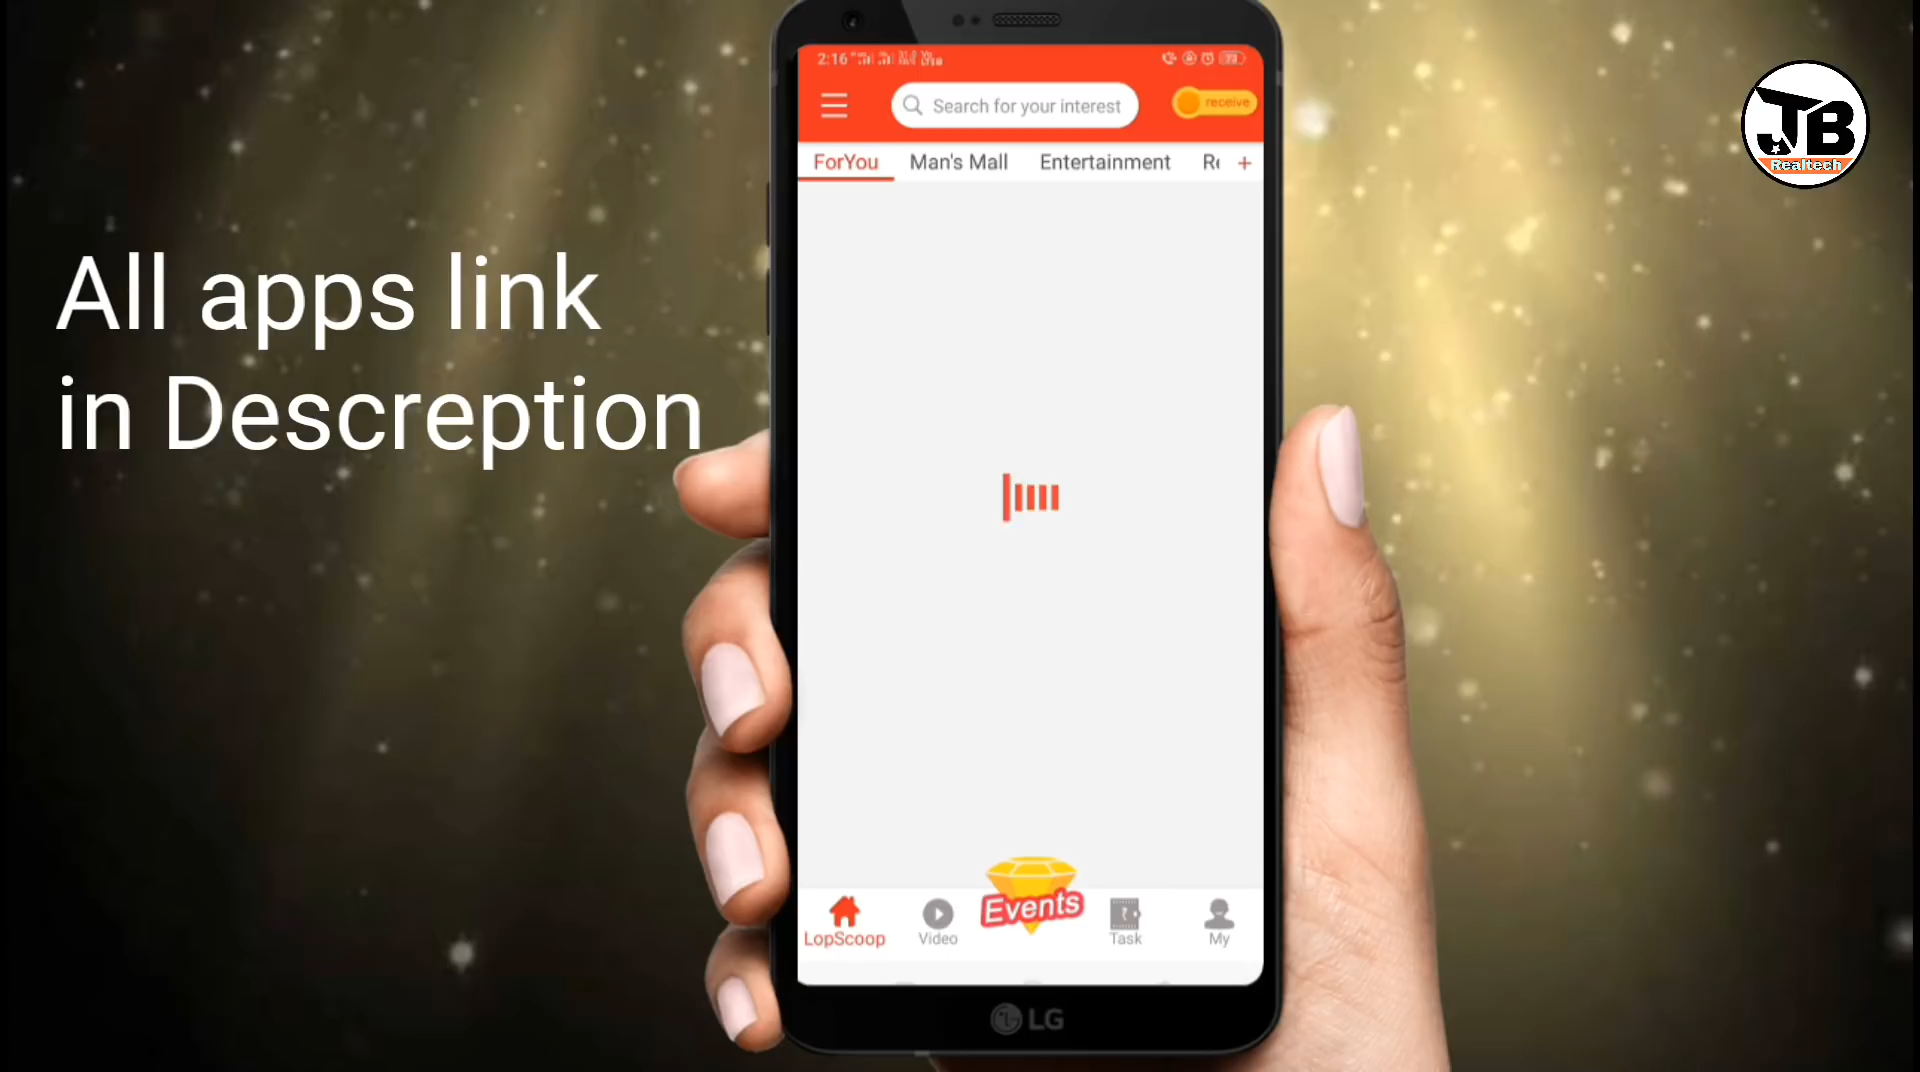 2:16
Search for your interest
receive
ForYou
Man's Mall
Entertainment
+
JB
Realtech
All apps link
in Descreption
Events
LopScoop
Video
Task
My
LG